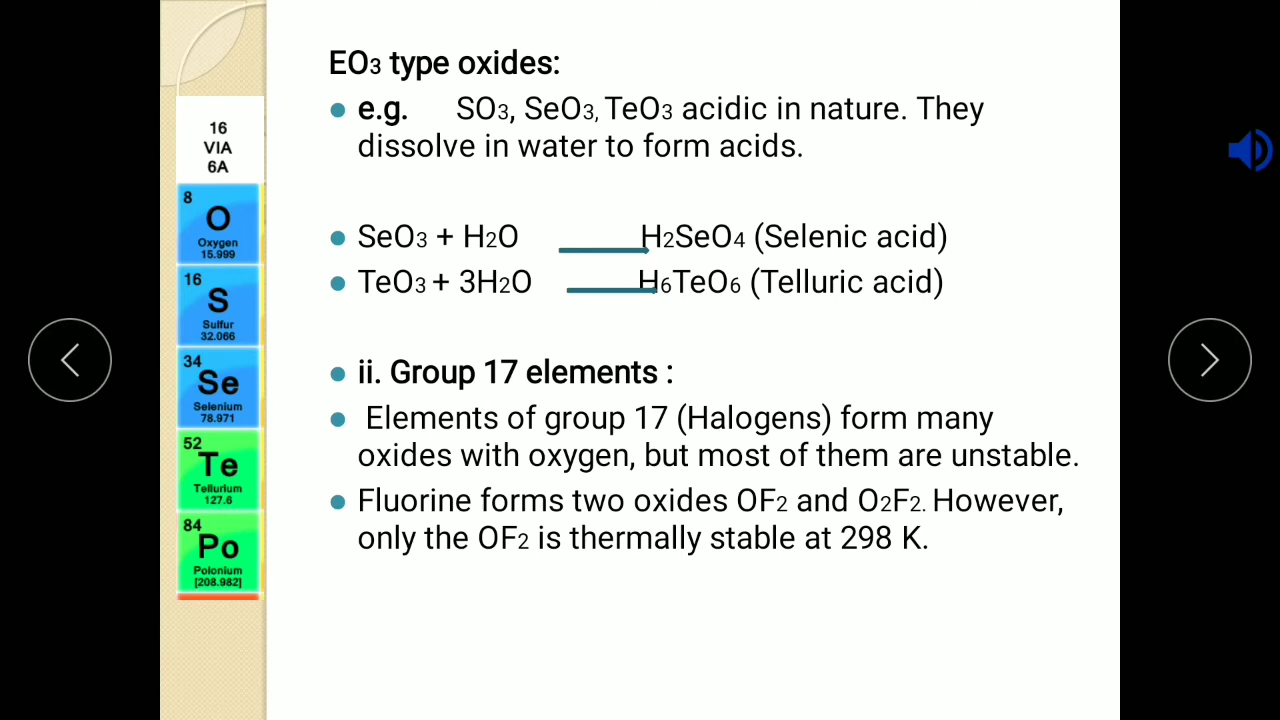 EO3 type oxides:
e.g. SO3, SeO3, TeO3 acidic in nature. They
dissolve in water to form acids.
SeO3 + H2O H2SeO4 (Selenic acid)
TeO3 + 3H2O H6TeO6 (Telluric acid)
ii. Group 17 elements :
Elements of group 17 (Halogens) form many
oxides with oxygen, but most of them are unstable.
Fluorine forms two oxides OF2 and O2F2. However,
only the OF2 is thermally stable at 298 K.
16
VIA
6A
8
O
Oxygen
15.999
16
S
Sulfur
32.066
34
Se
Selenium
78.971
52
Te
Tellurium
127.6
84
Po
Polonium
[208.982]